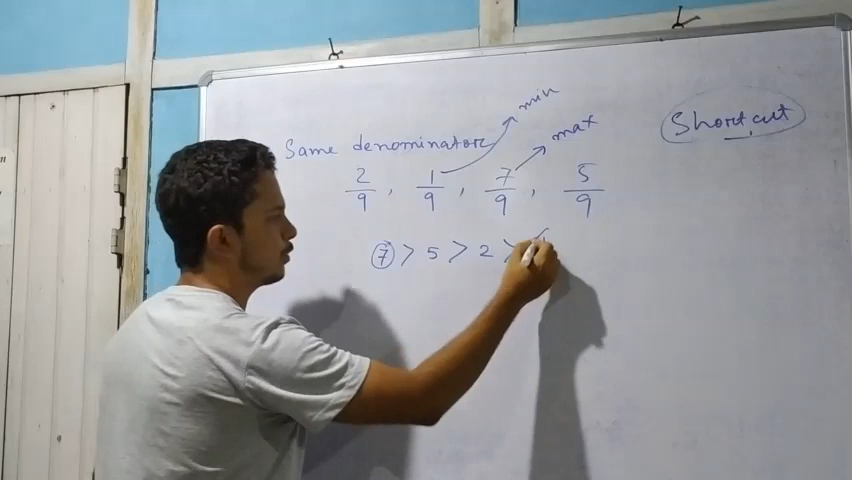 min
Shortcut
Same denominator
max
2/9 , 1/9 , 7/9 , 5/9
7 > 5 > 2 >